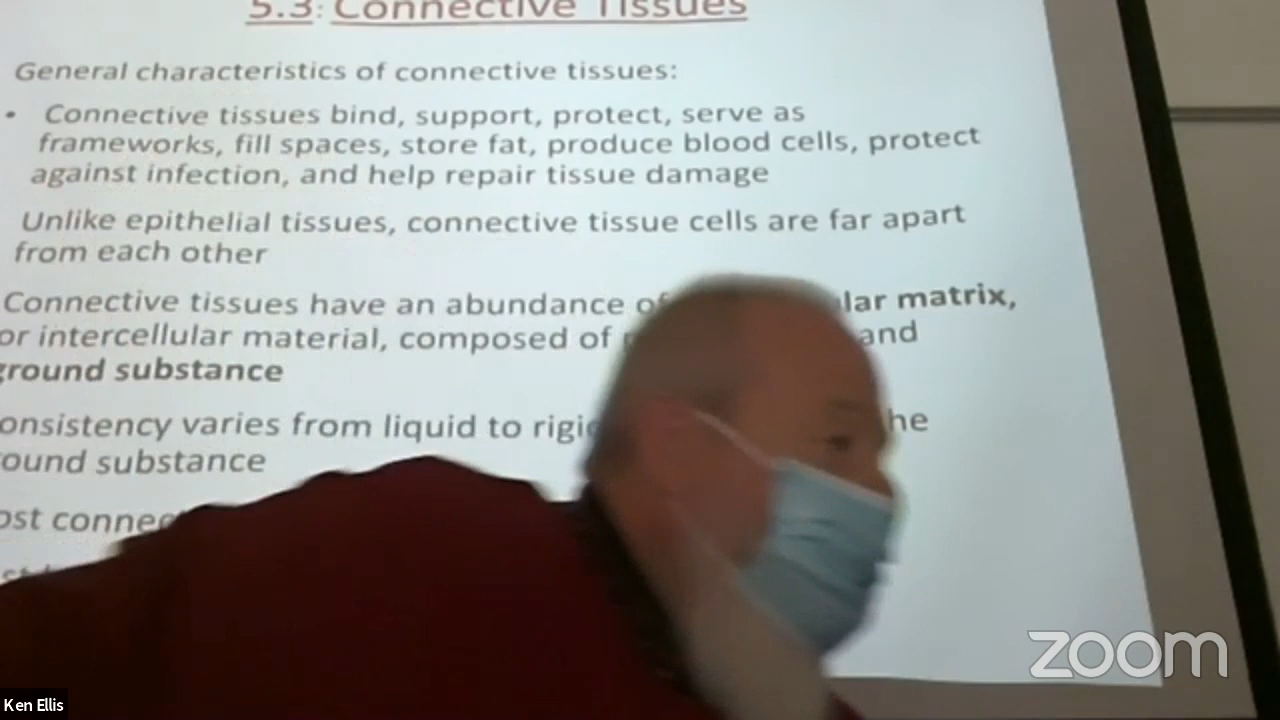 5.3: Connective Tissues
General characteristics of connective tissues:
• Connective tissues bind, support, protect, serve as
frameworks, fill spaces, store fat, produce blood cells, protect
against infection, and help repair tissue damage
Unlike epithelial tissues, connective tissue cells are far apart
from each other
Connective tissues have an abundance of lar matrix,
or intercellular material, composed of and
ground substance
onsistency varies from liquid to rigi he
ound substance
ost connec
zoom
Ken Ellis